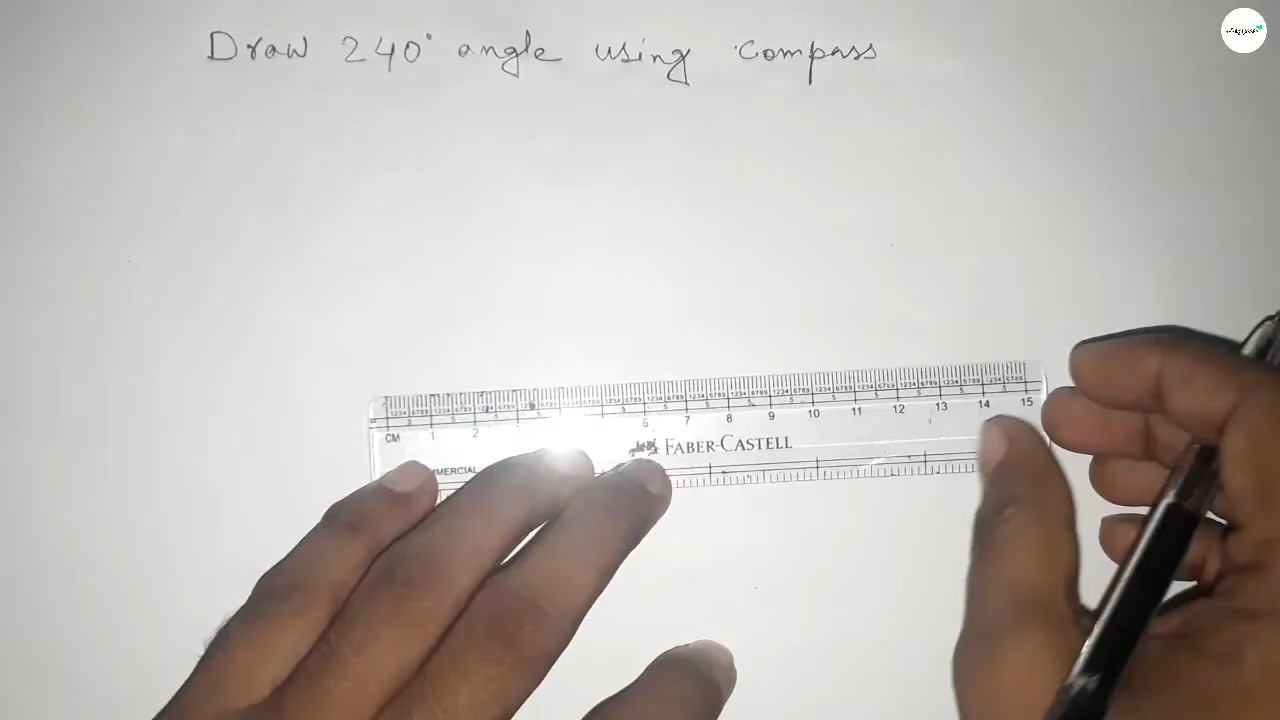 Draw 240° angle using compass
1 2 6 7 8 9 10 11 12 13 14 15
CM
FABER-CASTELL
MMERCIAL